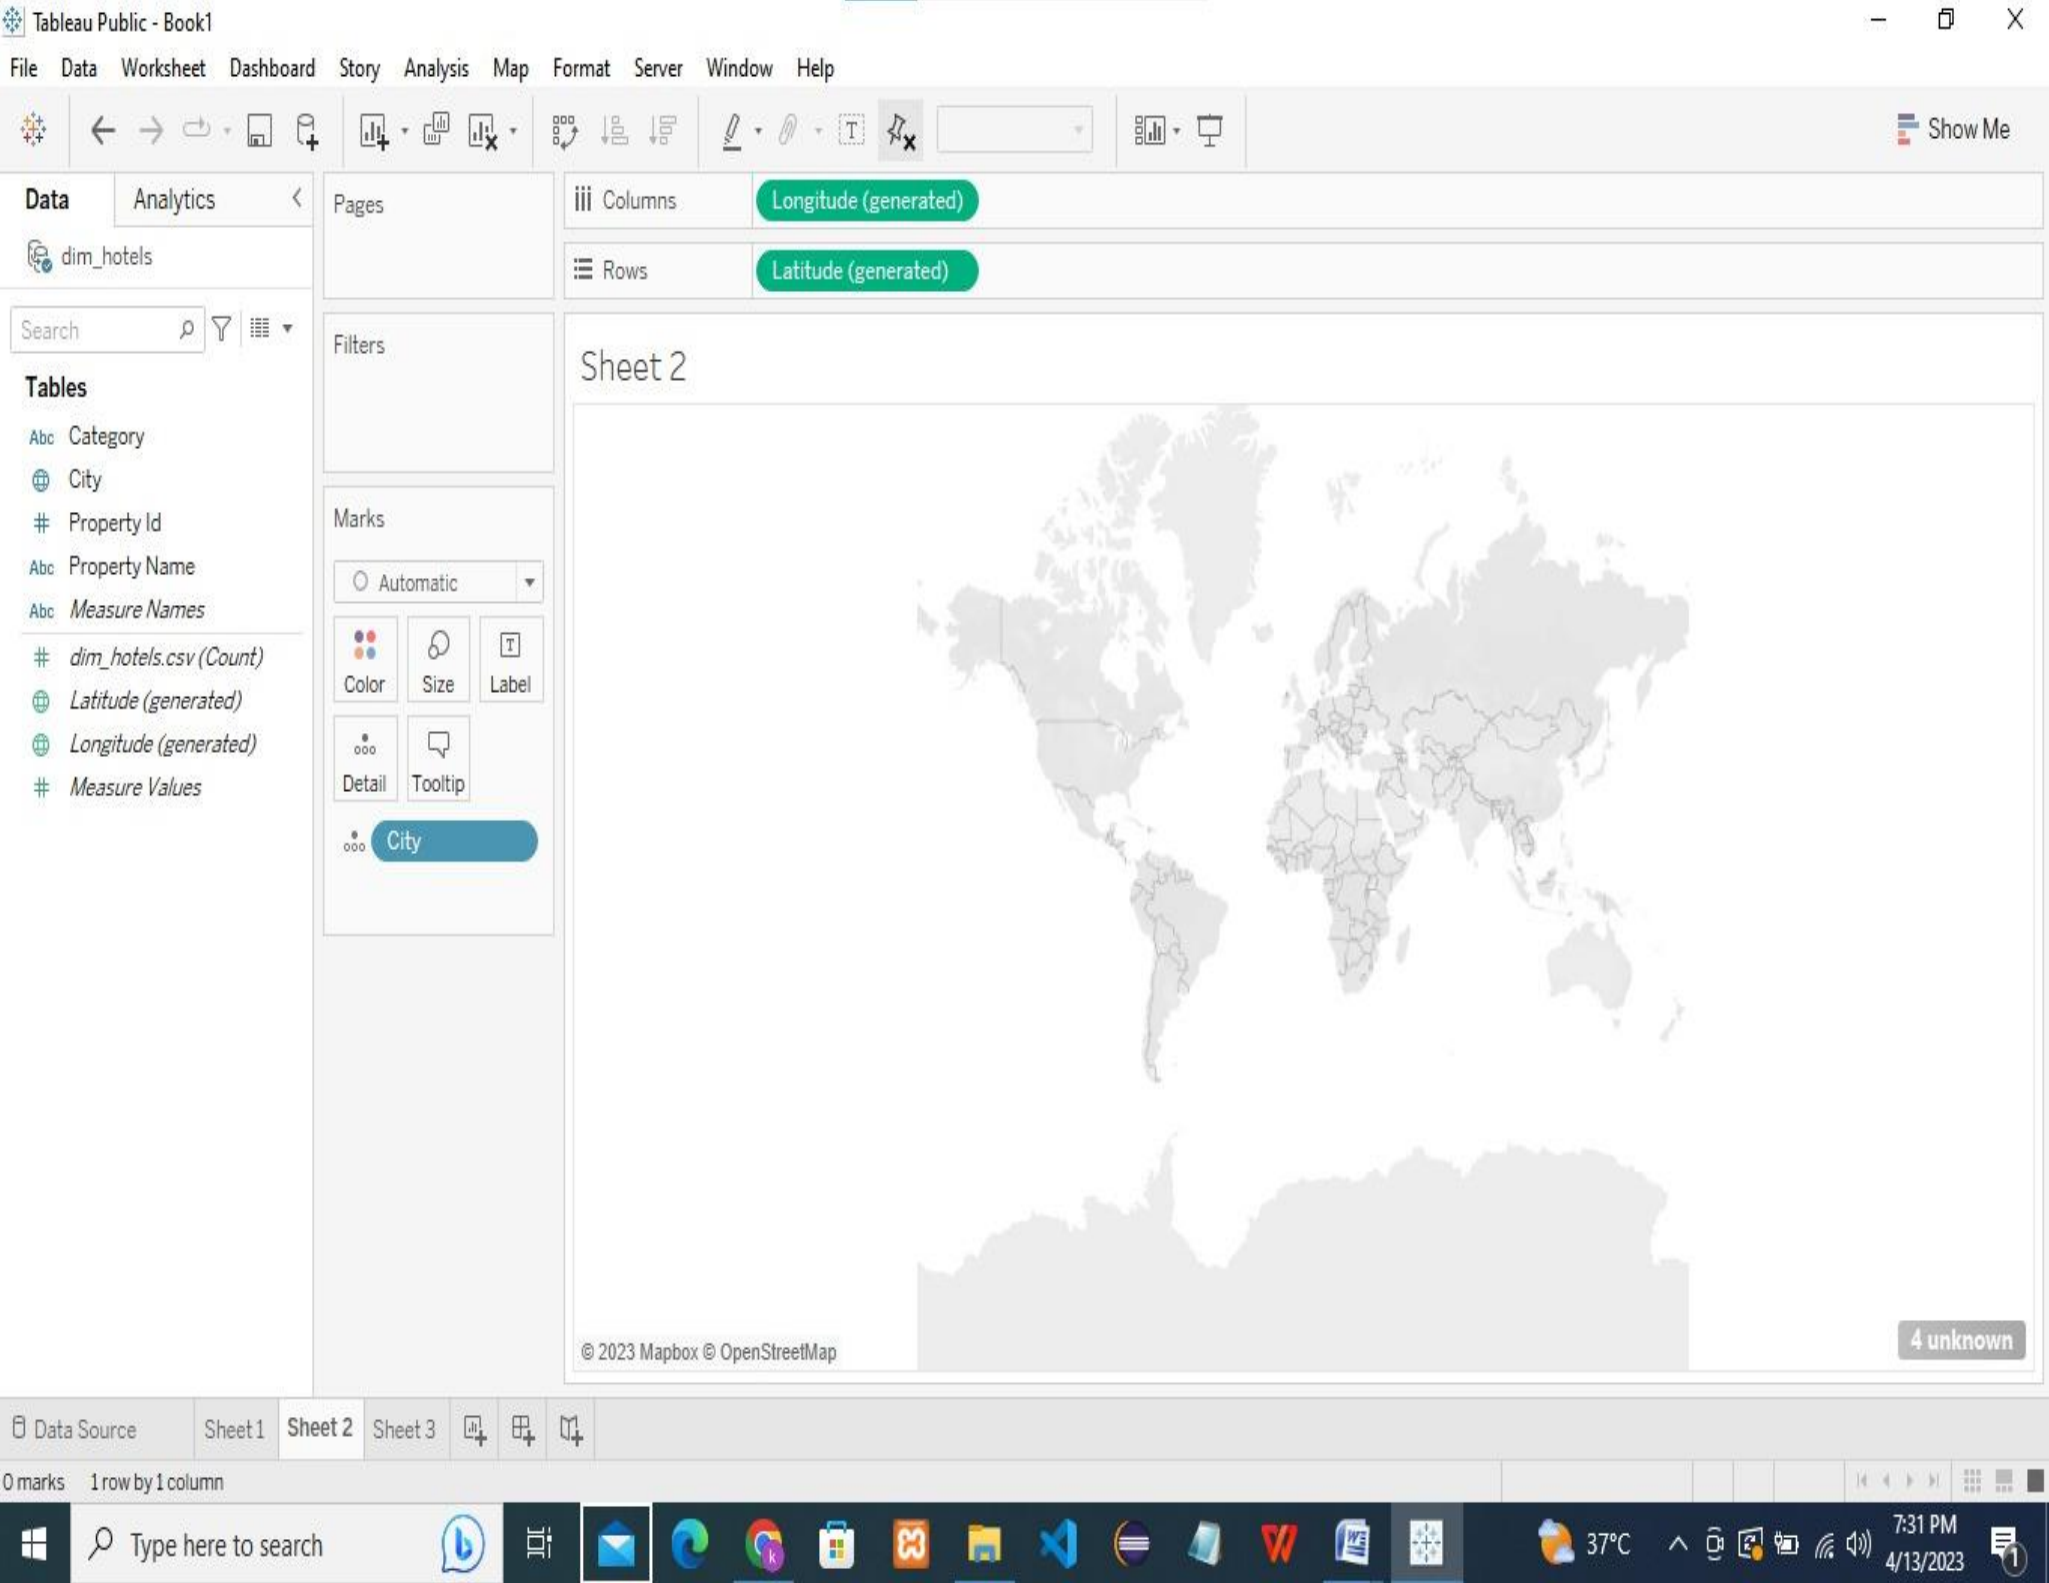 Tableau Public - Book1
File Data Worksheet Dashboard Story Analysis Map Format Server Window Help
Show Me
Data Analytics
dim_hotels
Search
Tables
Abc Category
City
# Property Id
Abc Property Name
Abc Measure Names
# dim_hotels.csv (Count)
Latitude (generated)
Longitude (generated)
# Measure Values
Pages
Filters
Marks
Automatic
Color Size Label
Detail Tooltip
City
Columns Longitude (generated)
Rows Latitude (generated)
Sheet 2
© 2023 Mapbox © OpenStreetMap
4 unknown
Data Source Sheet 1 Sheet 2 Sheet 3
0 marks 1 row by 1 column
Type here to search
37°C
7:31 PM
4/13/2023
1